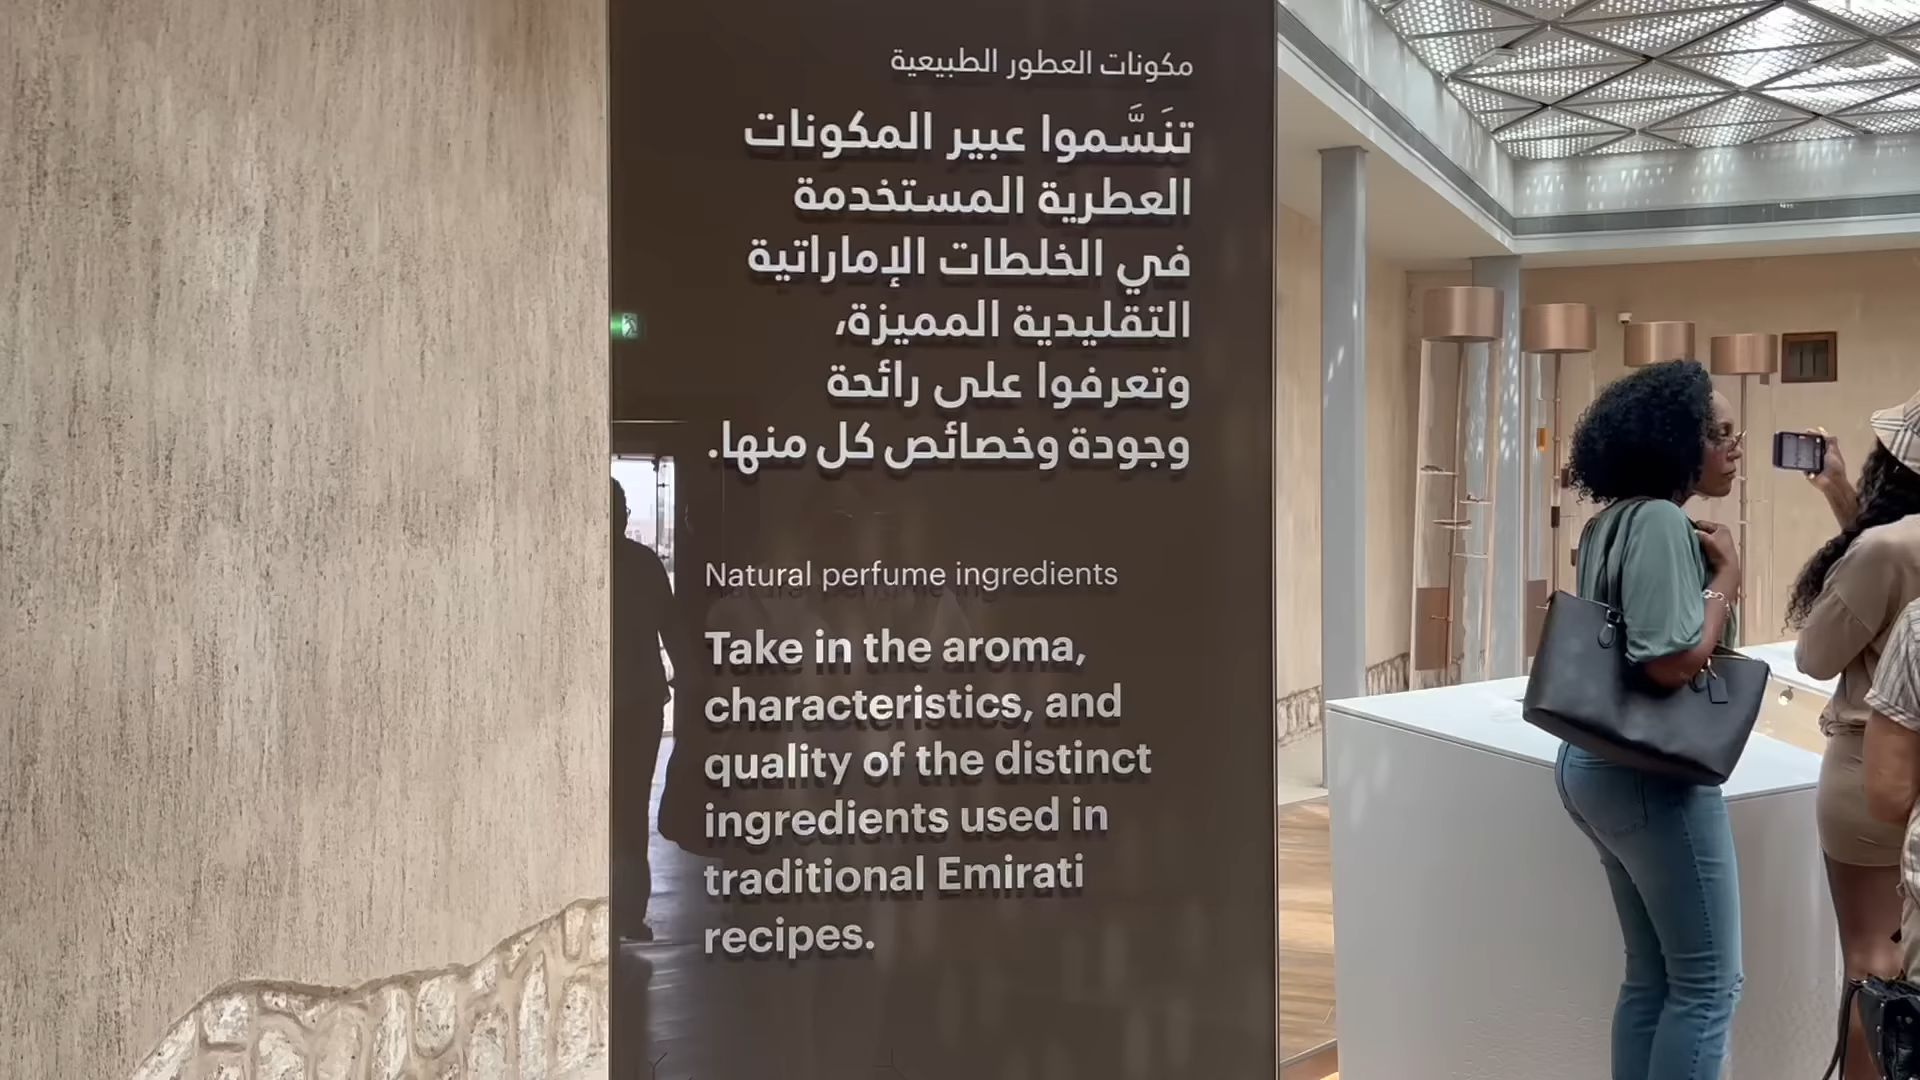 مكونات العطور الطبيعية
تنَسَّموا عبير المكونات
العطرية المستخدمة
في الخلطات الإماراتية
التقليدية المميزة،
وتعرفوا على رائحة
وجودة وخصائص كل منها.
Natural perfume ingredients
Take in the aroma,
characteristics, and
quality of the distinct
ingredients used in
traditional Emirati
recipes.